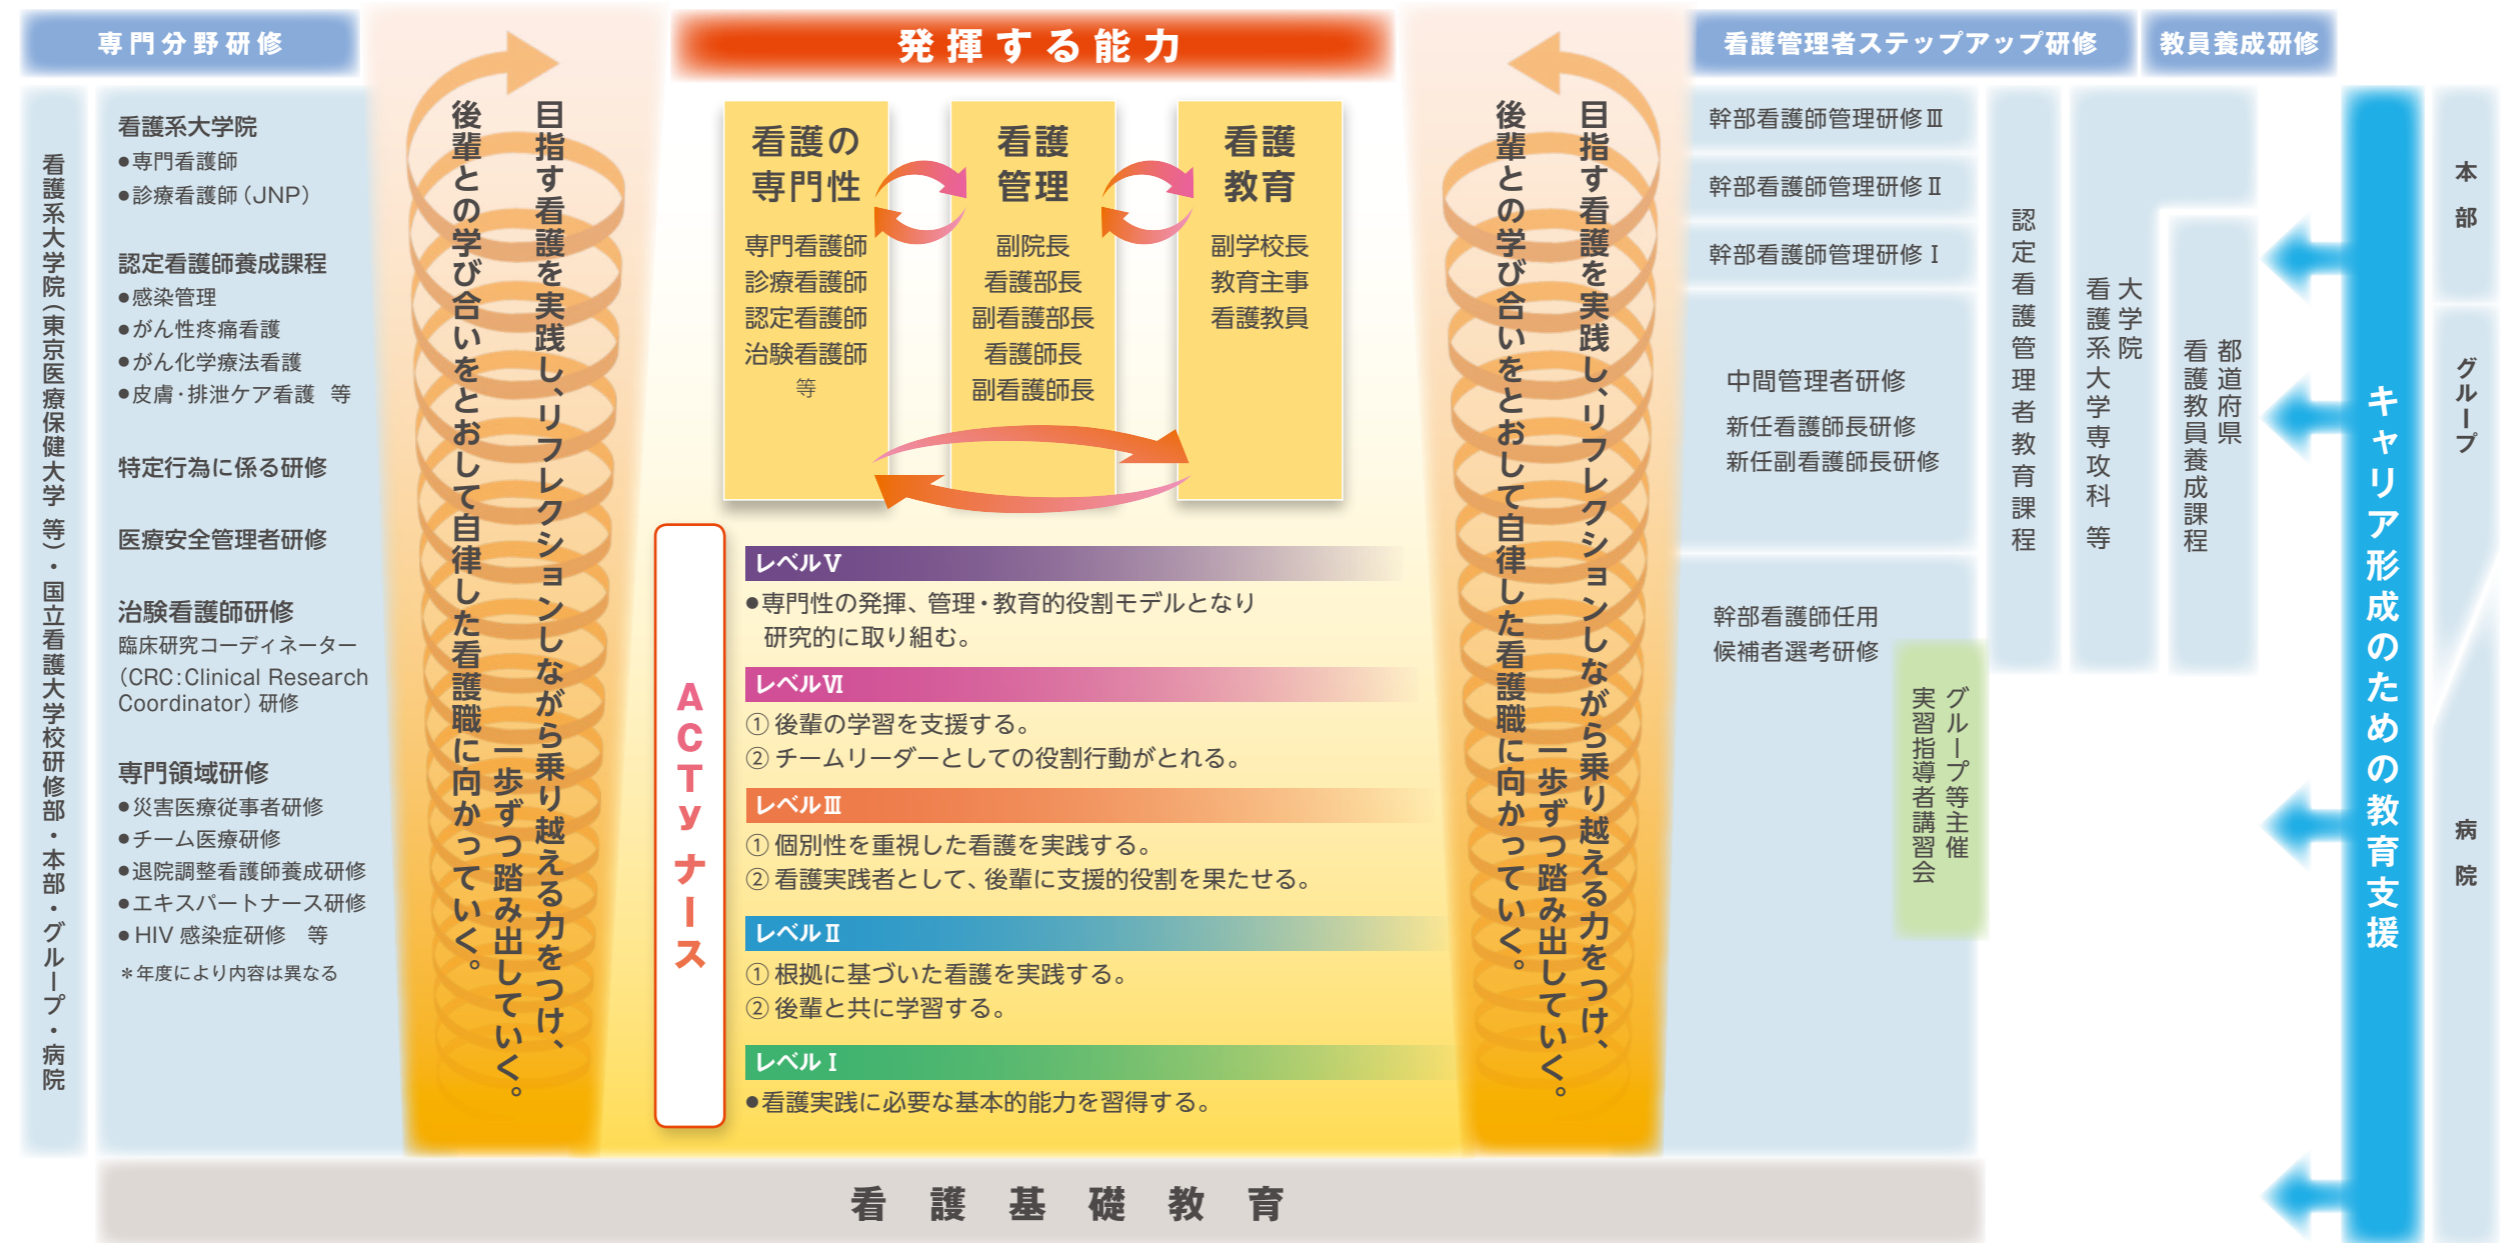 専門分野研修
看護系大学院（東京医療保健大学 等）・国立看護大学校研修部・本部・グループ・病院
看護系大学院
●専門看護師
●診療看護師（JNP）
認定看護師養成課程
●感染管理
●がん性疼痛看護
●がん化学療法看護
●皮膚・排泄ケア看護 等
特定行為に係る研修
医療安全管理者研修
治験看護師研修
臨床研究コーディネーター
（CRC：Clinical Research
Coordinator）研修
専門領域研修
●災害医療従事者研修
●チーム医療研修
●退院調整看護師養成研修
●エキスパートナース研修
●HIV 感染症研修 等
＊年度により内容は異なる
目指す看護を実践し、リフレクションしながら乗り越える力をつけ、
一歩ずつ踏み出していく。
後輩との学び合いをとおして自律した看護職に向かっていく。
発揮する能力
看護の
専門性
専門看護師
診療看護師
認定看護師
治験看護師
等
看護
管理
副院長
看護部長
副看護部長
看護師長
副看護師長
看護
教育
副学校長
教育主事
看護教員
ACTyナース
レベルⅤ
●専門性の発揮、管理・教育的役割モデルとなり
研究的に取り組む。
レベルⅥ
① 後輩の学習を支援する。
② チームリーダーとしての役割行動がとれる。
レベルⅢ
① 個別性を重視した看護を実践する。
② 看護実践者として、後輩に支援的役割を果たせる。
レベルⅡ
① 根拠に基づいた看護を実践する。
② 後輩と共に学習する。
レベルⅠ
●看護実践に必要な基本的能力を習得する。
目指す看護を実践し、リフレクションしながら乗り越える力をつけ、
一歩ずつ踏み出していく。
後輩との学び合いをとおして自律した看護職に向かっていく。
看護管理者ステップアップ研修
幹部看護師管理研修Ⅲ
幹部看護師管理研修Ⅱ
幹部看護師管理研修Ⅰ
中間管理者研修
新任看護師長研修
新任副看護師長研修
幹部看護師任用
候補者選考研修
グループ等主催
実習指導者講習会
認定看護管理者教育課程
教員養成研修
大学院
看護系大学専攻科 等
都道府県
看護教員養成課程
キャリア形成のための教育支援
本部
グループ
病院
看護基礎教育